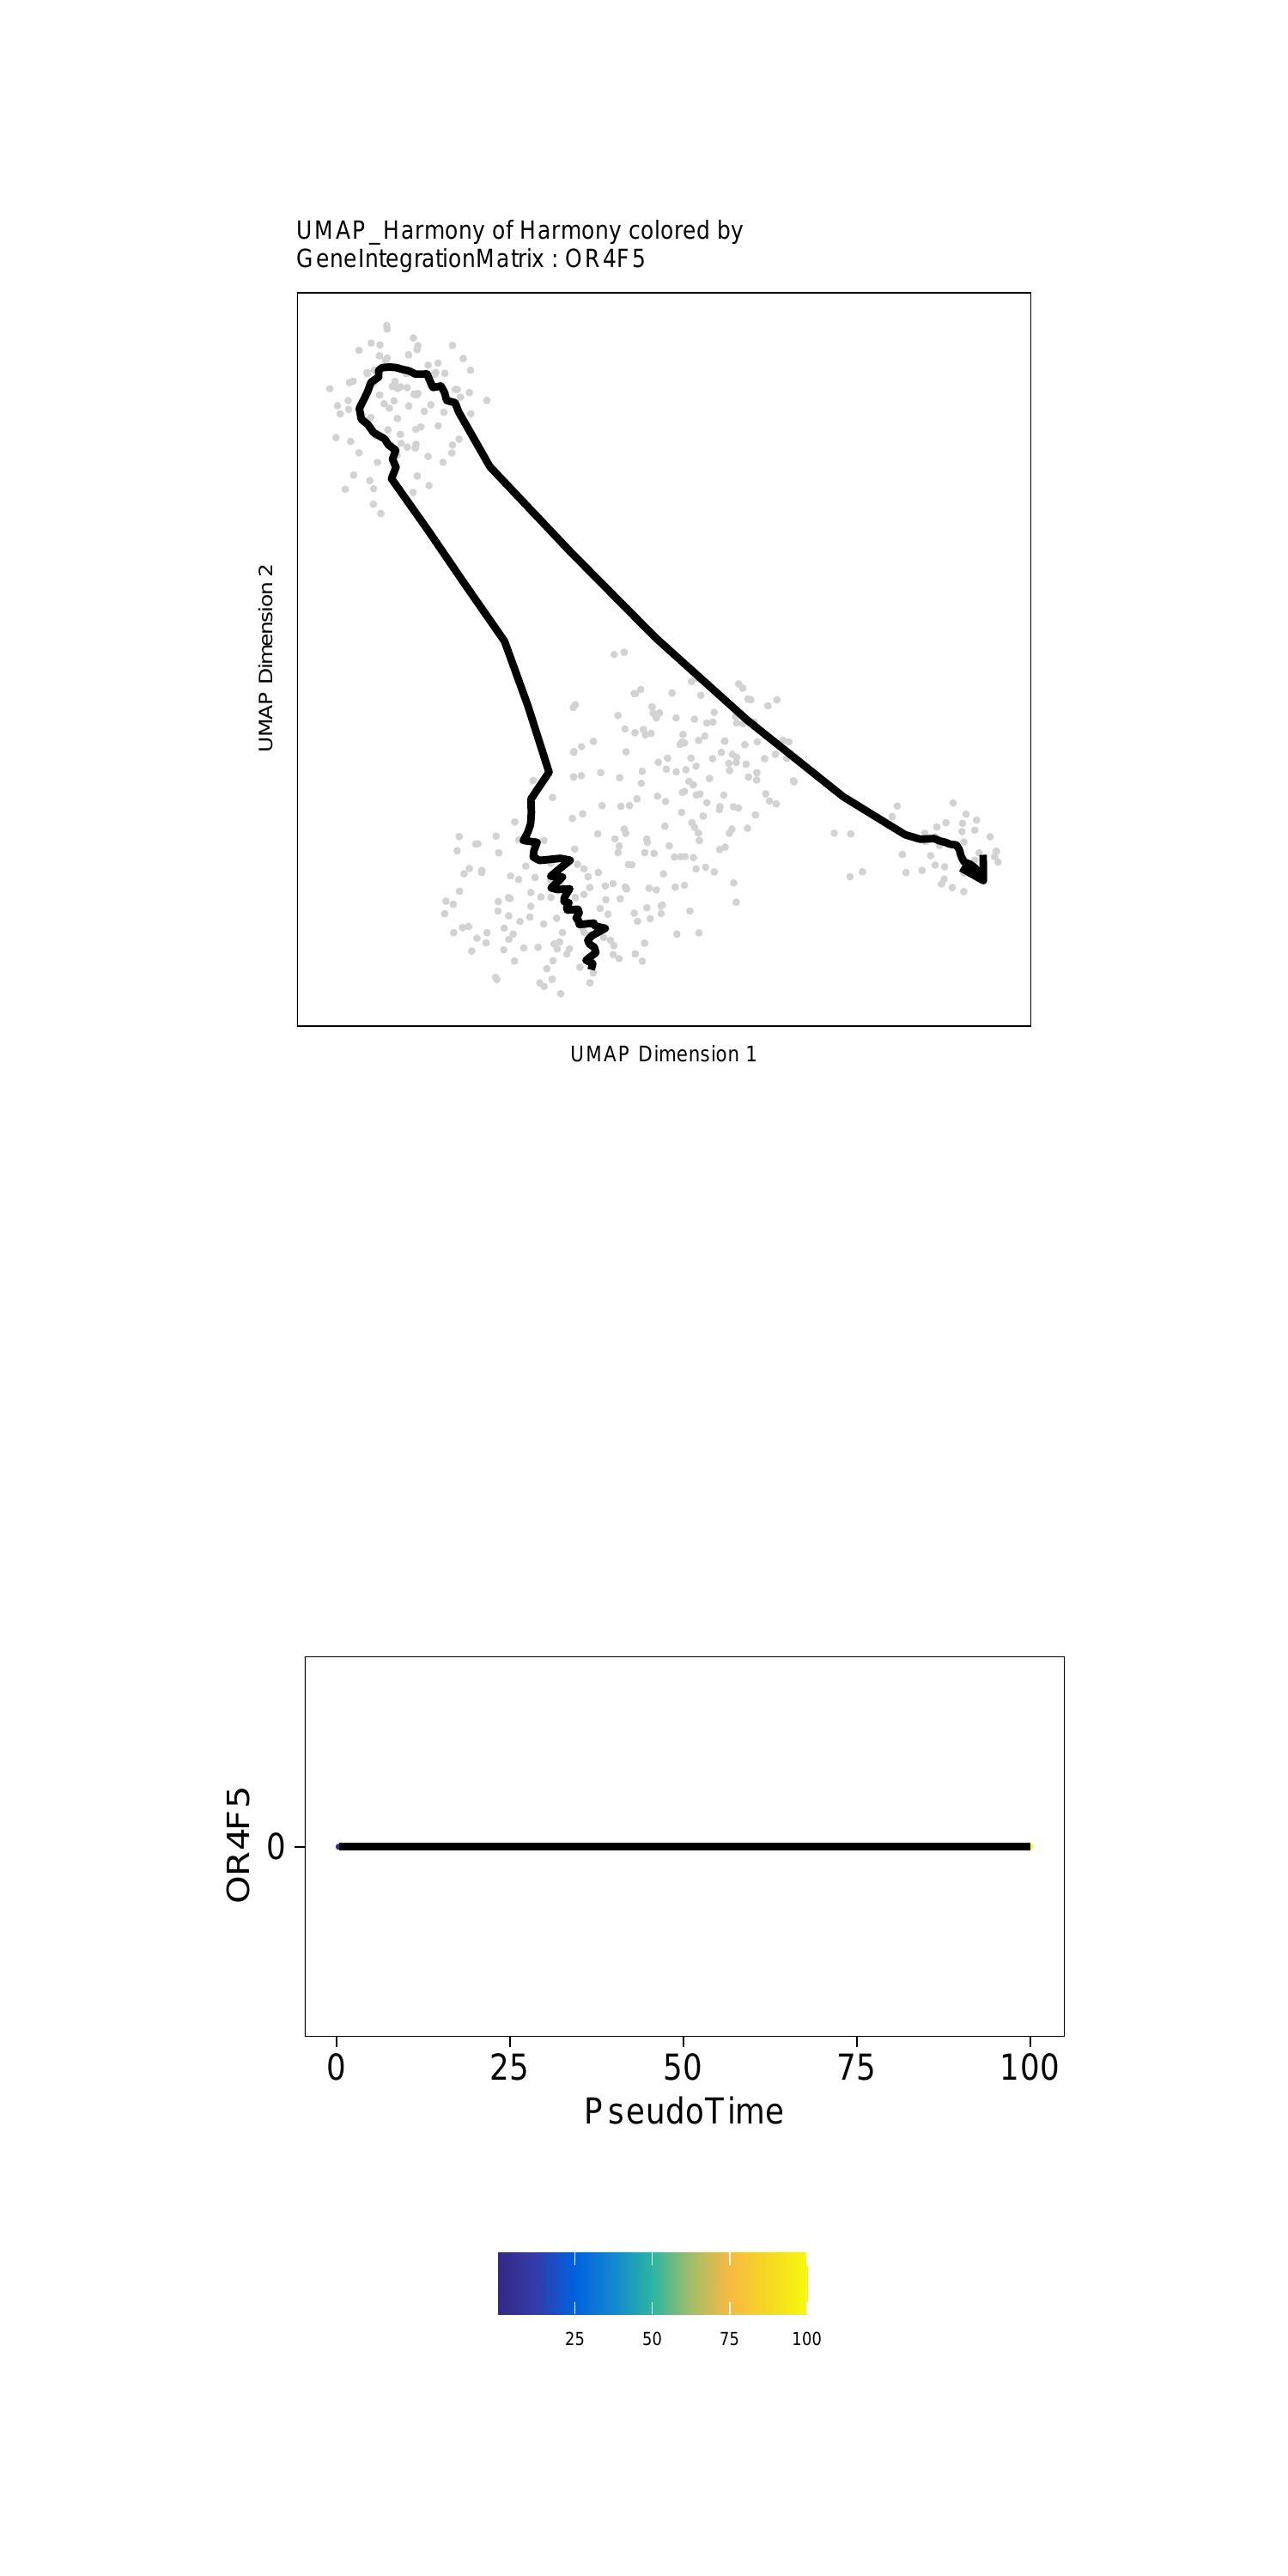 UMAP_Harmony of Harmony colored by
GeneIntegrationMatrix : OR4F5
UMAP Dimension 2
UMAP Dimension 1
OR4F5
0
0 25 50 75 100
PseudoTime
25 50 75 100